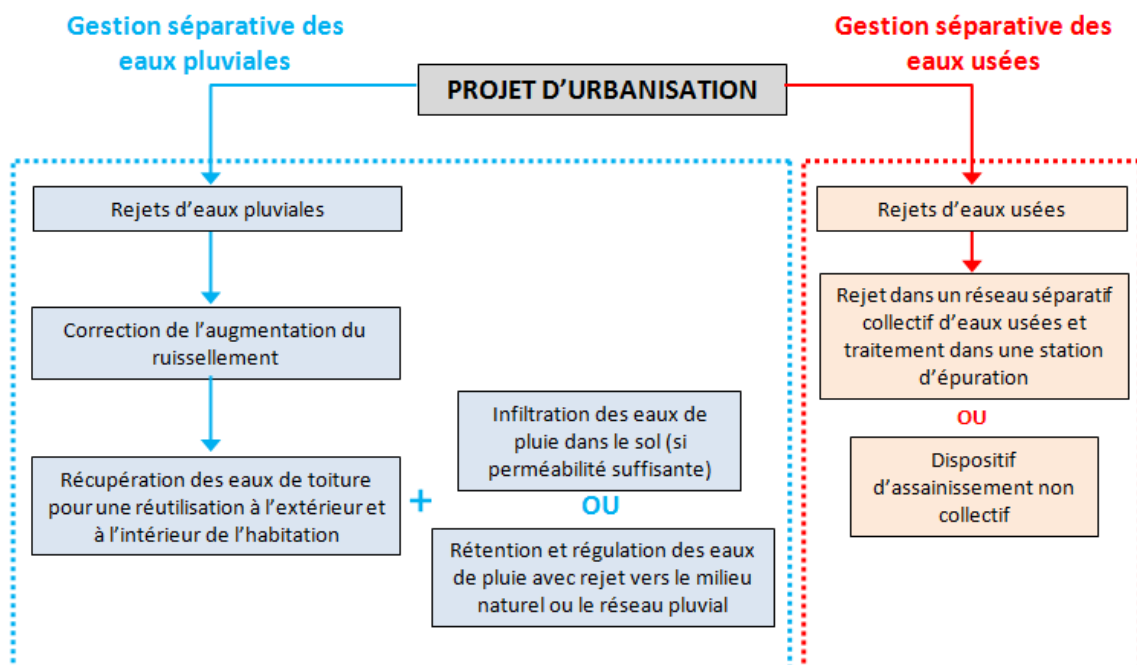 Gestion séparative des
eaux pluviales
Gestion séparative des
eaux usées
PROJET D'URBANISATION
Rejets d'eaux pluviales
Correction de l'augmentation du
ruissellement
Récupération des eaux de toiture
pour une réutilisation à l'extérieur et
à l'intérieur de l'habitation
+
Infiltration des eaux de
pluie dans le sol (si
perméabilité suffisante)
OU
Rétention et régulation des eaux
de pluie avec rejet vers le milieu
naturel ou le réseau pluvial
Rejets d'eaux usées
Rejet dans un réseau séparatif
collectif d'eaux usées et
traitement dans une station
d'épuration
OU
Dispositif
d'assainissement non
collectif